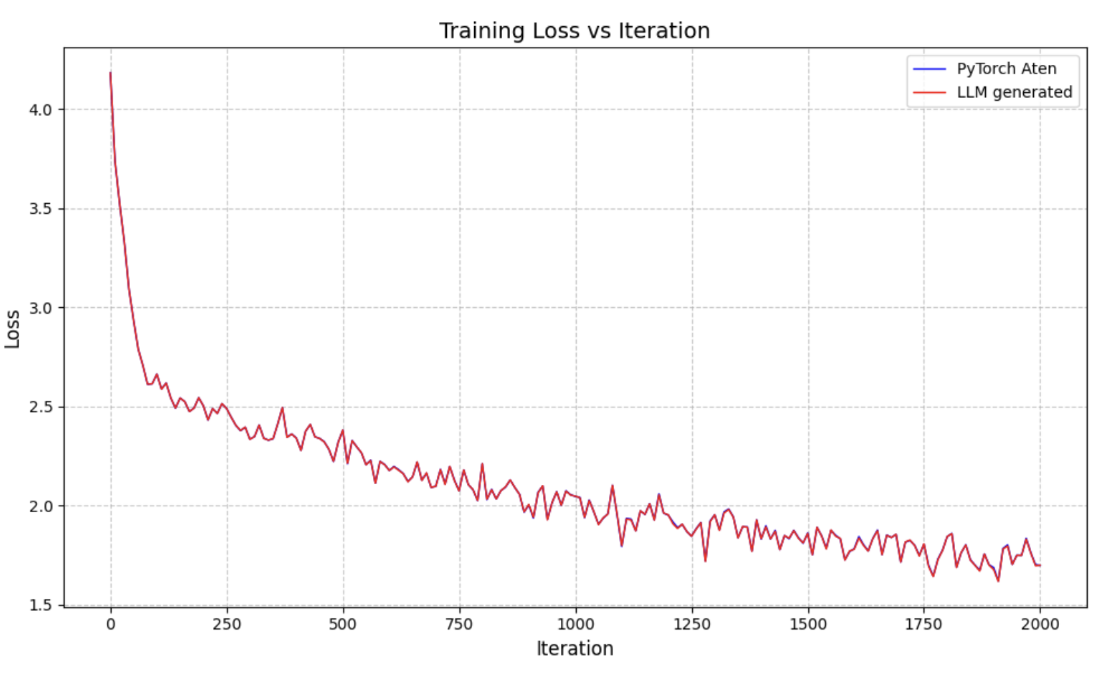 Training Loss vs Iteration
PyTorch Aten
LLM generated
4.0
3.5
3.0
2.5
2.0
1.5
Loss
0 250 500 750 1000 1250 1500 1750 2000
Iteration